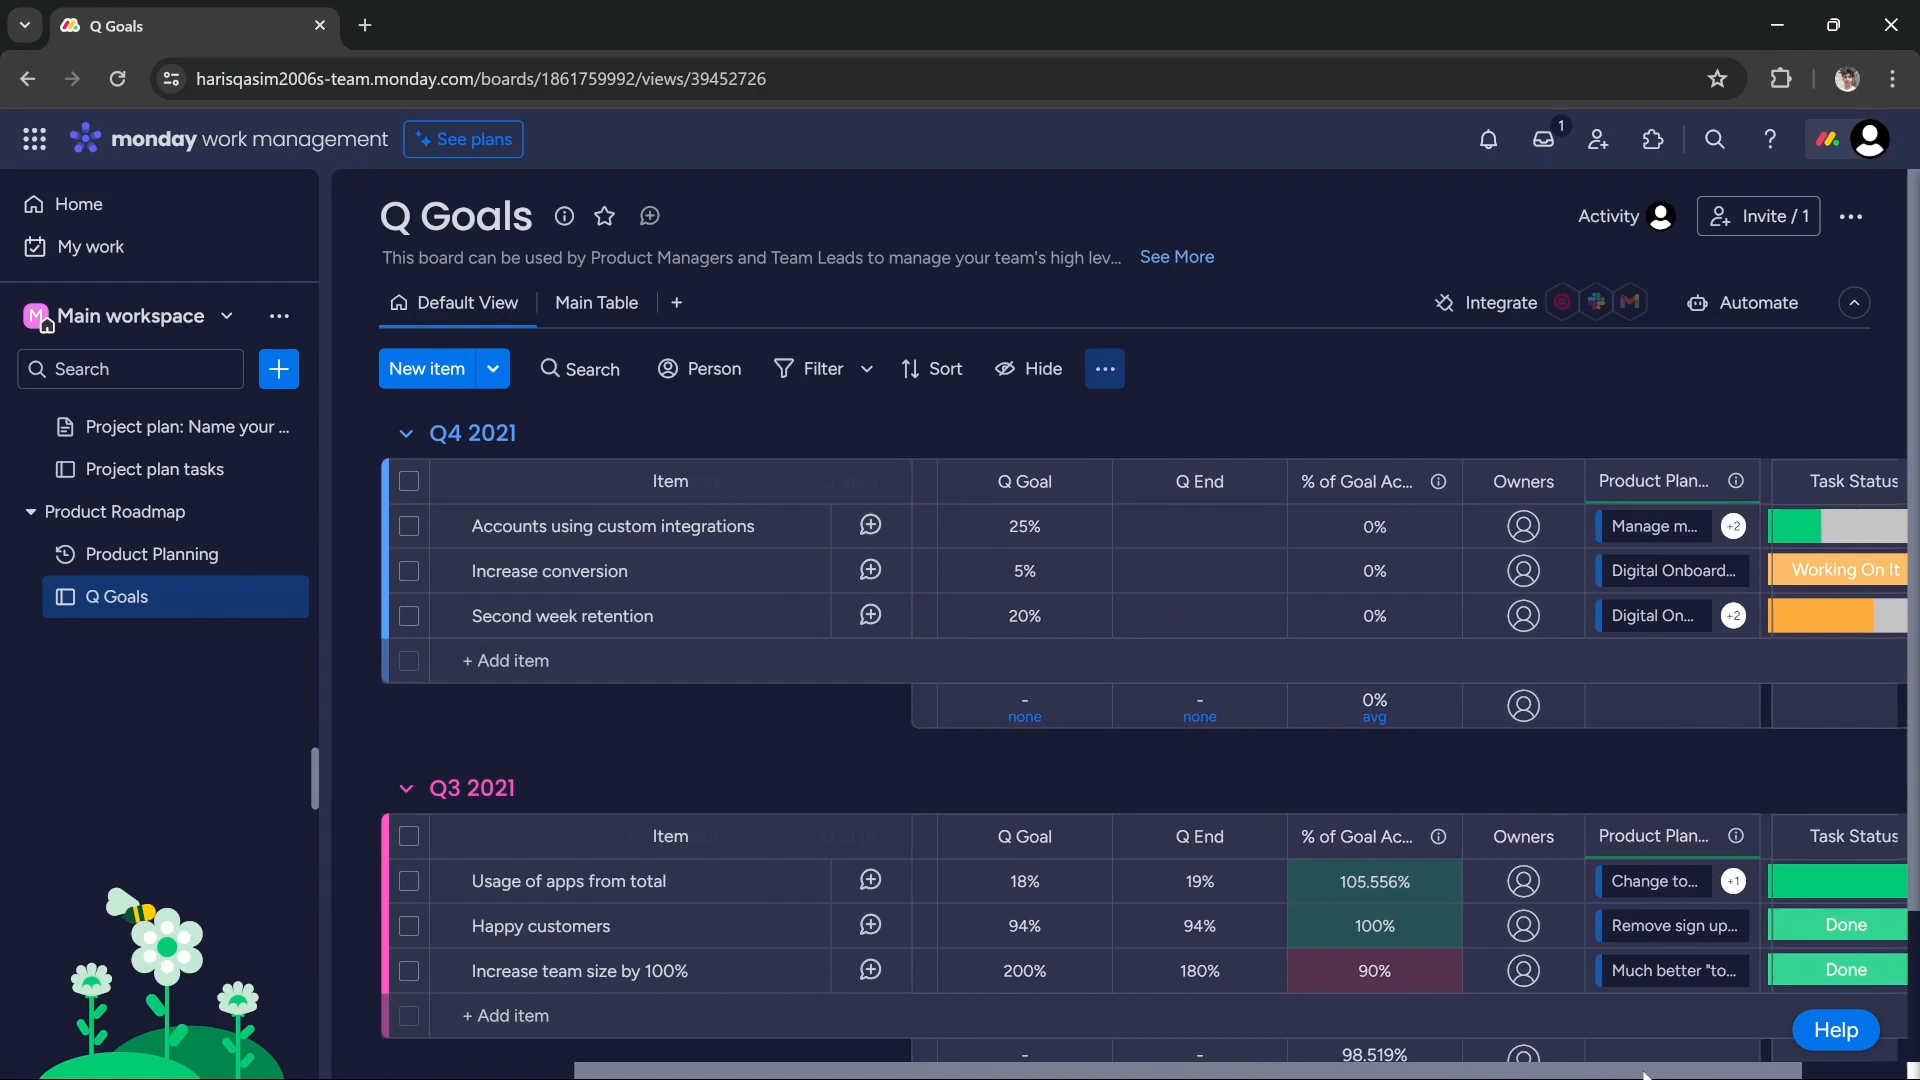 Q Goals
harisqasim2006s-team.monday.com/boards/1861759992/views/39452726
monday work management
See plans
1
Home
My work
M
Main workspace
Search
Project plan: Name your ...
Project plan tasks
Product Roadmap
Product Planning
Q Goals
Q Goals
Activity
Invite / 1
This board can be used by Product Managers and Team Leads to manage your team's high lev... See More
Default View
Main Table
Integrate
Automate
New item
Search
Person
Filter
Sort
Hide
Q4 2021
Item Q Goal Q End % of Goal Ac... Owners Product Plan... Task Status
Accounts using custom integrations 25% 0% Manage m... +2
Increase conversion 5% 0% Digital Onboard... Working On It
Second week retention 20% 0% Digital On... +2
+ Add item
- - 0%
none none avg
Q3 2021
Item Q Goal Q End % of Goal Ac... Owners Product Plan... Task Status
Usage of apps from total 18% 19% 105.556% Change to... +1
Happy customers 94% 94% 100% Remove sign up... Done
Increase team size by 100% 200% 180% 90% Much better "to... Done
+ Add item
- - 98.519%
Help